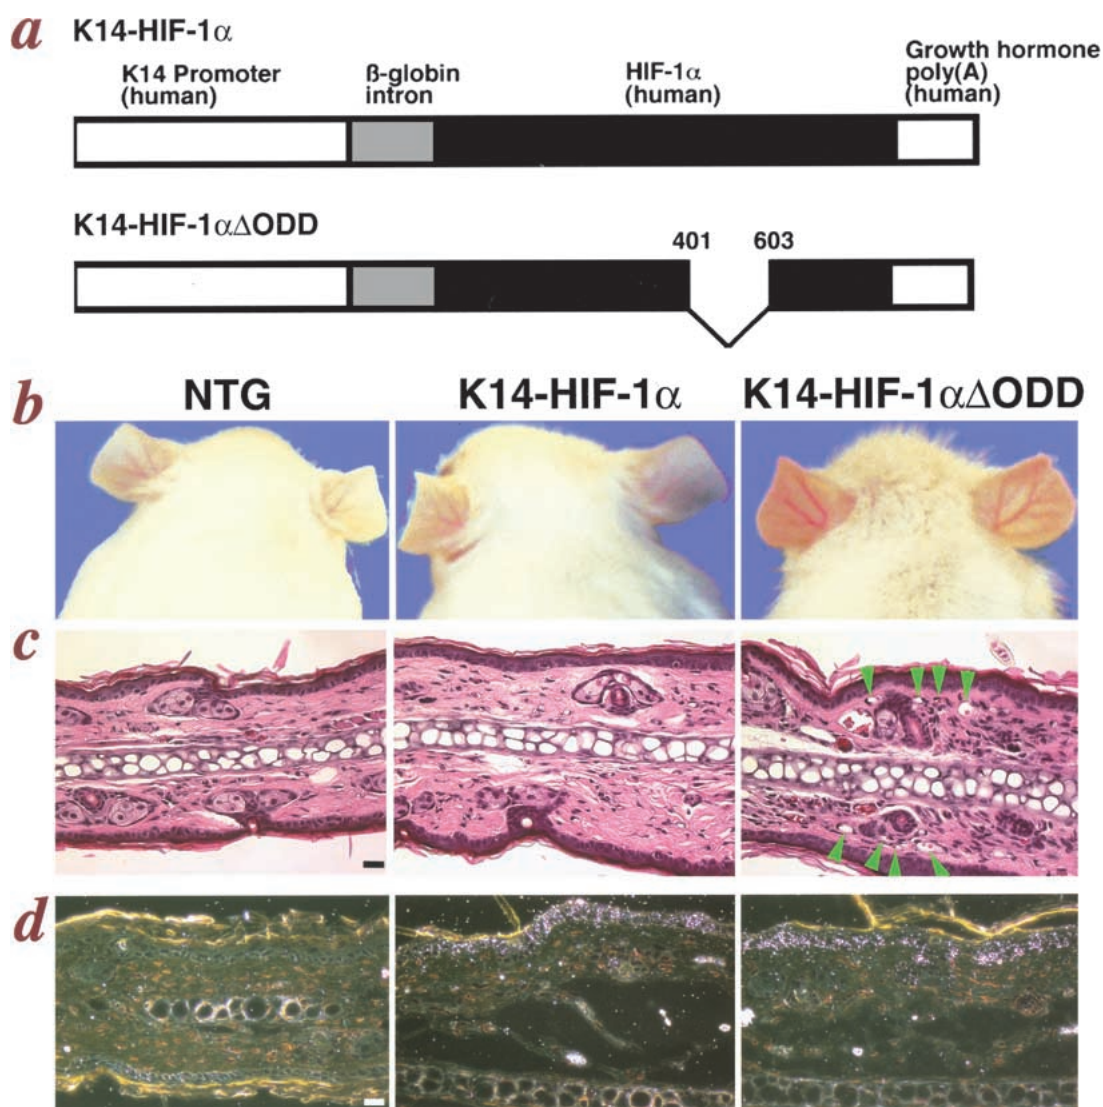 a
K14-HIF-1α
K14 Promoter
(human)
ß-globin
intron
HIF-1α
(human)
Growth hormone
poly(A)
(human)
K14-HIF-1αΔODD
401
603
b
NTG
K14-HIF-1α
K14-HIF-1αΔODD
c
d